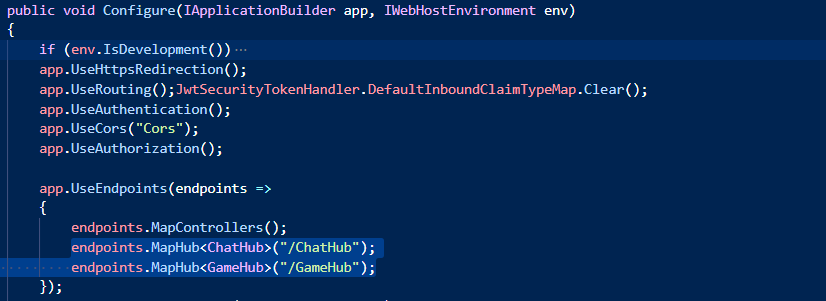 public void Configure(IApplicationBuilder app, IWebHostEnvironment env)
{
if (env.IsDevelopment())…
app.UseHttpsRedirection();
app.UseRouting();JwtSecurityTokenHandler.DefaultInboundClaimTypeMap.Clear();
app.UseAuthentication();
app.UseCors("Cors");
app.UseAuthorization();
app.UseEndpoints(endpoints =>
{
endpoints.MapControllers();
endpoints.MapHub<ChatHub>("/ChatHub");
endpoints.MapHub<GameHub>("/GameHub");
});